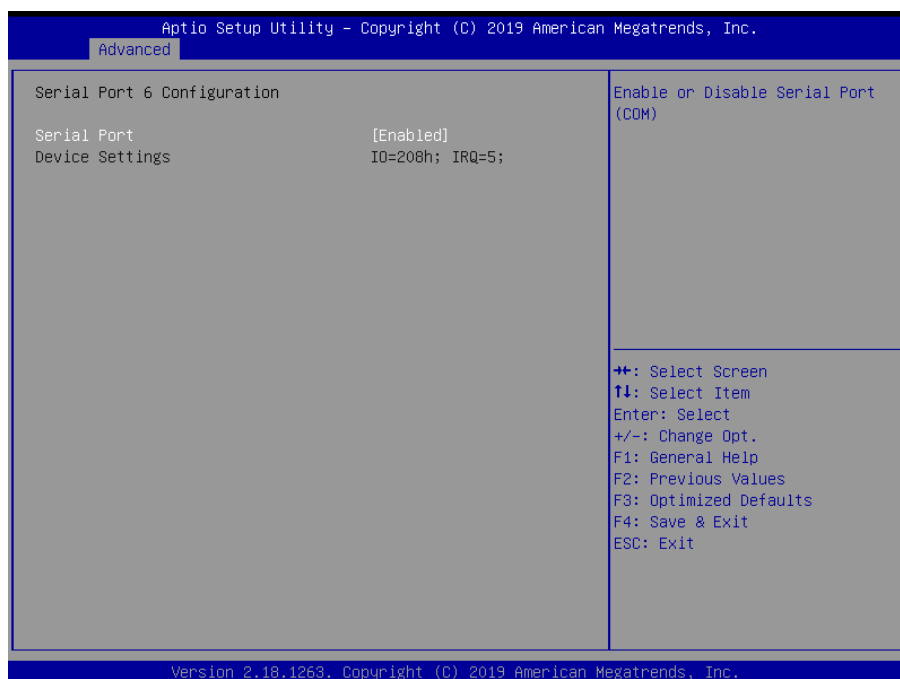 Aptio Setup Utility – Copyright (C) 2019 American Megatrends, Inc.
Advanced
Serial Port 6 Configuration
Serial Port [Enabled]
Device Settings IO=208h; IRQ=5;
Enable or Disable Serial Port
(COM)
→←: Select Screen
↑↓: Select Item
Enter: Select
+/-: Change Opt.
F1: General Help
F2: Previous Values
F3: Optimized Defaults
F4: Save & Exit
ESC: Exit
Version 2.18.1263. Copyright (C) 2019 American Megatrends, Inc.